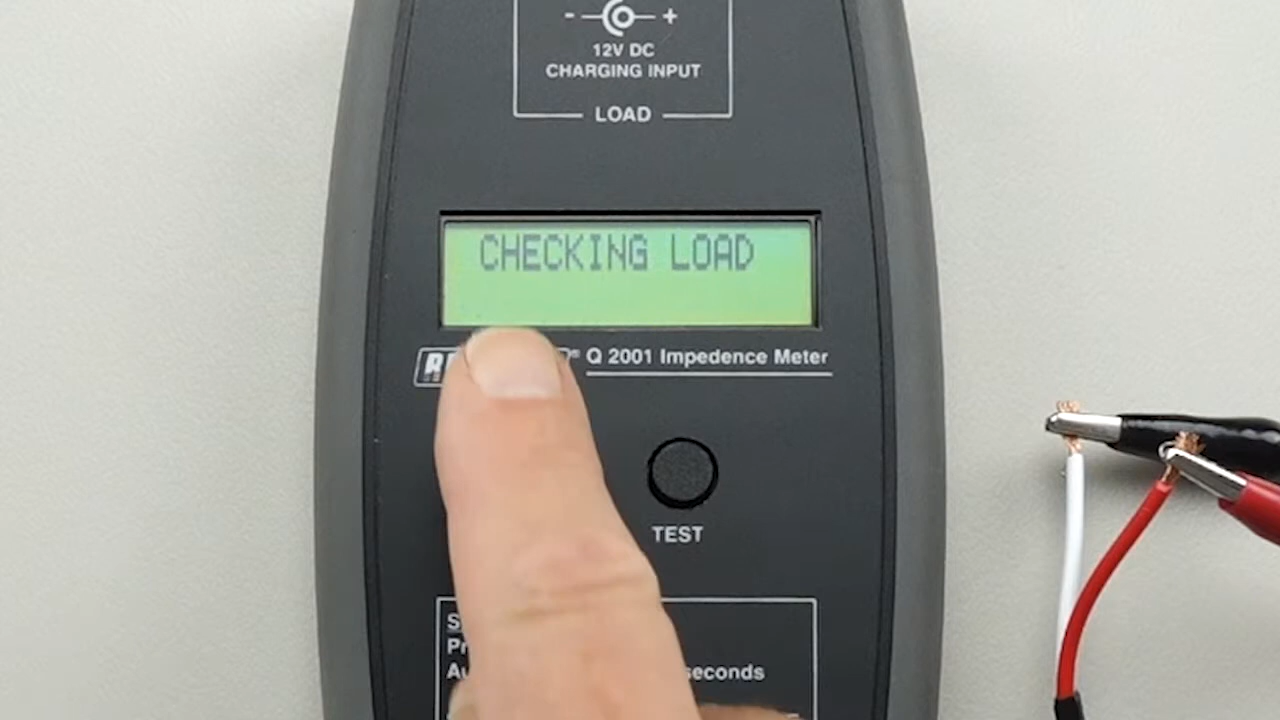 - +
12V DC
CHARGING INPUT
LOAD
CHECKING LOAD
® Q 2001 Impedence Meter
TEST
seconds